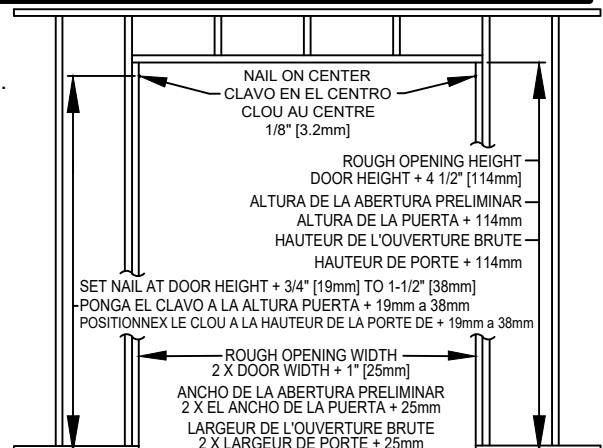 NAIL ON CENTER
CLAVO EN EL CENTRO
CLOU AU CENTRE
1/8" [3.2mm]
ROUGH OPENING HEIGHT
DOOR HEIGHT + 4 1/2" [114mm]
ALTURA DE LA ABERTURA PRELIMINAR
ALTURA DE LA PUERTA + 114mm
HAUTEUR DE L'OUVERTURE BRUTE
HAUTEUR DE PORTE + 114mm
SET NAIL AT DOOR HEIGHT + 3/4" [19mm] TO 1-1/2" [38mm]
PONGA EL CLAVO A LA ALTURA PUERTA + 19mm a 38mm
POSITIONNEX LE CLOU A LA HAUTEUR DE LA PORTE DE + 19mm a 38mm
ROUGH OPENING WIDTH
2 X DOOR WIDTH + 1" [25mm]
ANCHO DE LA ABERTURA PRELIMINAR
2 X EL ANCHO DE LA PUERTA + 25mm
LARGEUR DE L'OUVERTURE BRUTE
2 X LARGEUR DE PORTE + 25mm